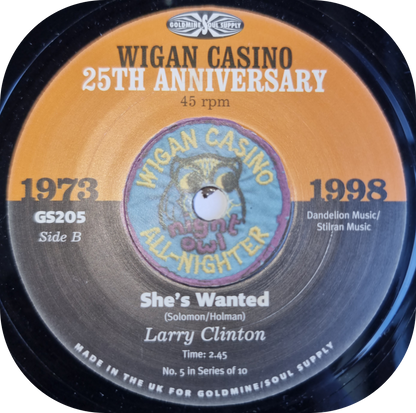 GOLDMINE SOUL SUPPLY
WIGAN CASINO
25TH ANNIVERSARY
45 rpm
WIGAN CASINO
night owl
ALL-NIGHTER
1973
1998
GS205
Side B
Dandelion Music/
Stilran Music
She's Wanted
(Solomon/Holman)
Larry Clinton
Time: 2.45
No. 5 in Series of 10
MADE IN THE UK FOR GOLDMINE/SOUL SUPPLY